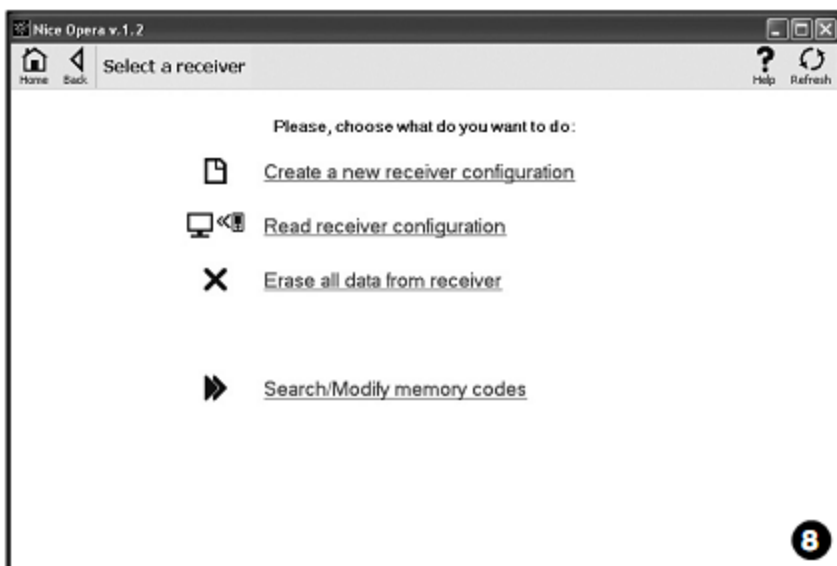 Nice Opera v.1.2
Home Back Select a receiver Help Refresh
Please, choose what do you want to do:
Create a new receiver configuration
Read receiver configuration
Erase all data from receiver
Search/Modify memory codes
8